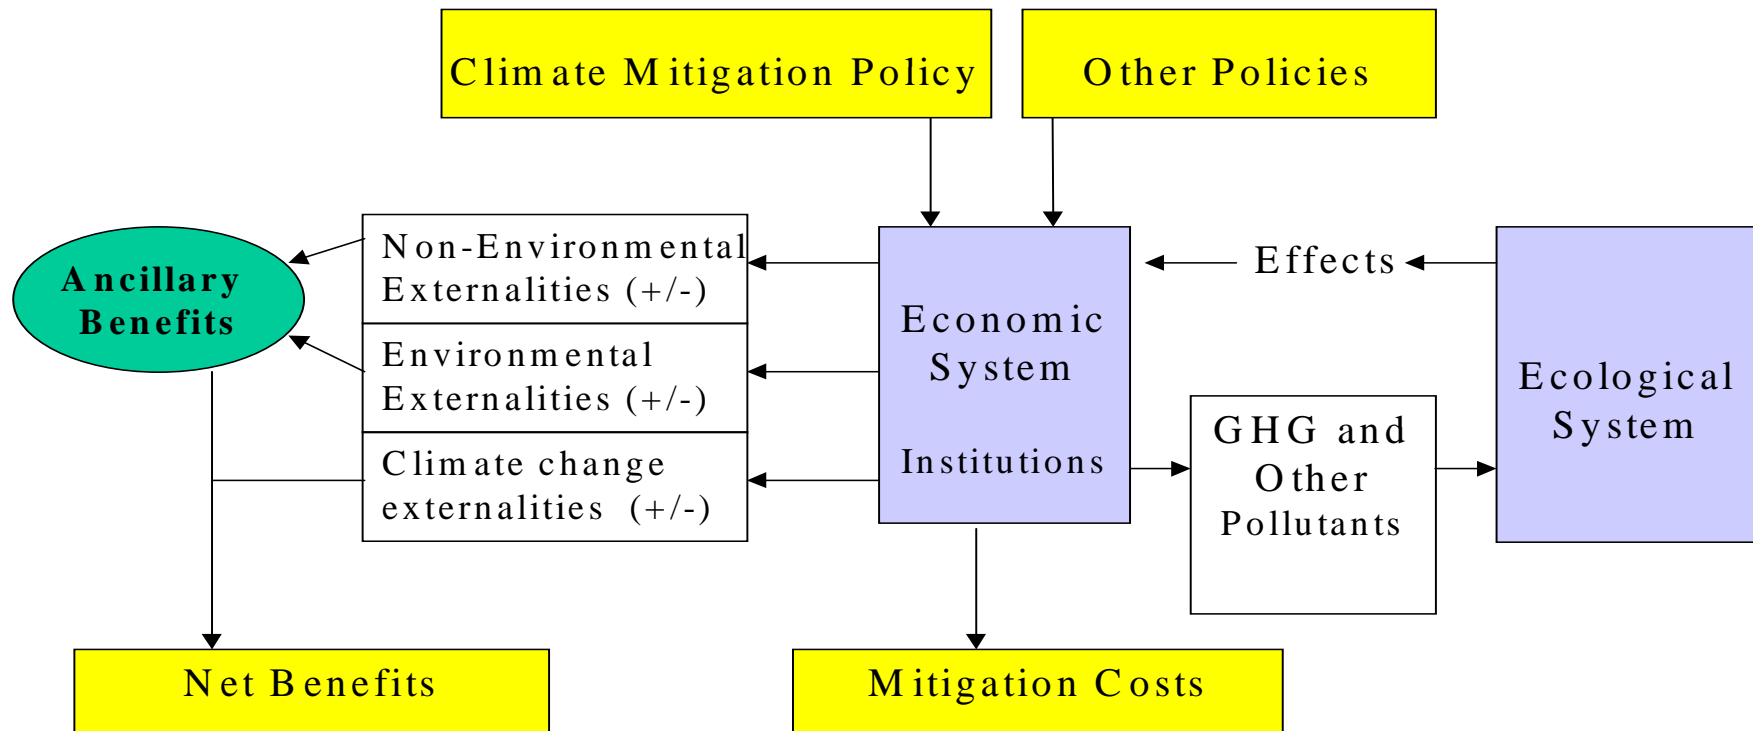 Climate Mitigation Policy
Other Policies
Ancillary
Benefits
Non-Environmental
Externalities (+/-)
Environmental
Externalities (+/-)
Climate change
externalities (+/-)
Economic
System
Institutions
Effects
GHG and
Other
Pollutants
Ecological
System
Net Benefits
Mitigation Costs